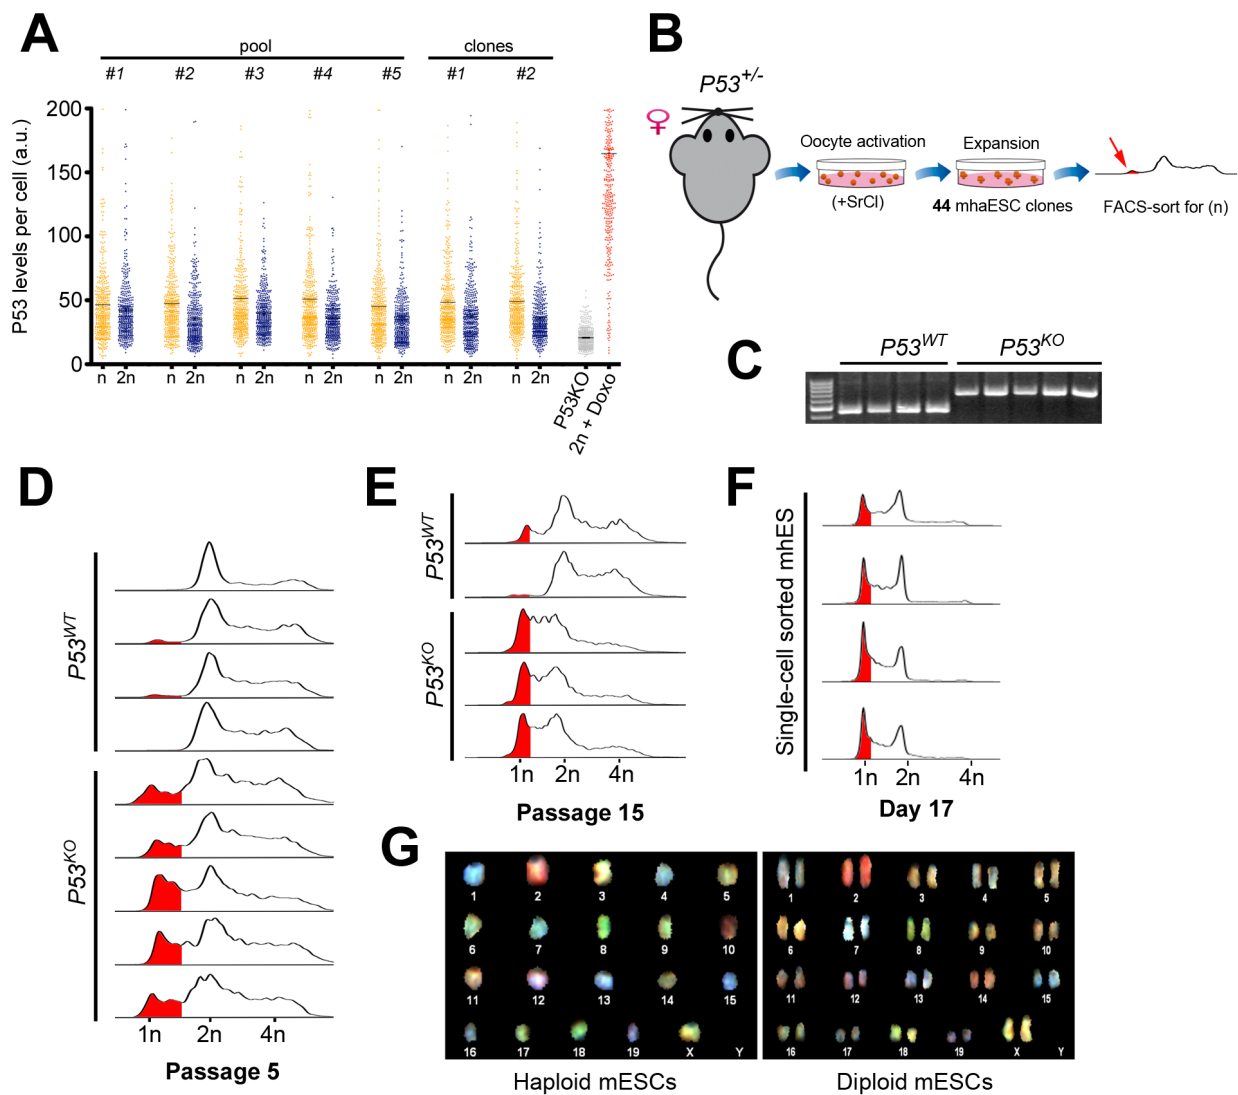 A
pool
clones
#1
#2
#3
#4
#5
#1
#2
P53 levels per cell (a.u.)
200
150
100
50
0
n 2n n 2n n 2n n 2n n 2n n 2n n 2n
P53KO
2n + Doxo
B
P53+/-
♀
Oocyte activation
(+SrCl)
Expansion
44 mhaESC clones
FACS-sort for (n)
C
P53WT
P53KO
D
P53WT
P53KO
1n 2n 4n
Passage 5
E
P53WT
P53KO
1n 2n 4n
Passage 15
F
Single-cell sorted mhES
1n 2n 4n
Day 17
G
1 2 3 4 5
6 7 8 9 10
11 12 13 14 15
16 17 18 19 X Y
Haploid mESCs
1 2 3 4 5
6 7 8 9 10
11 12 13 14 15
16 17 18 19 X Y
Diploid mESCs